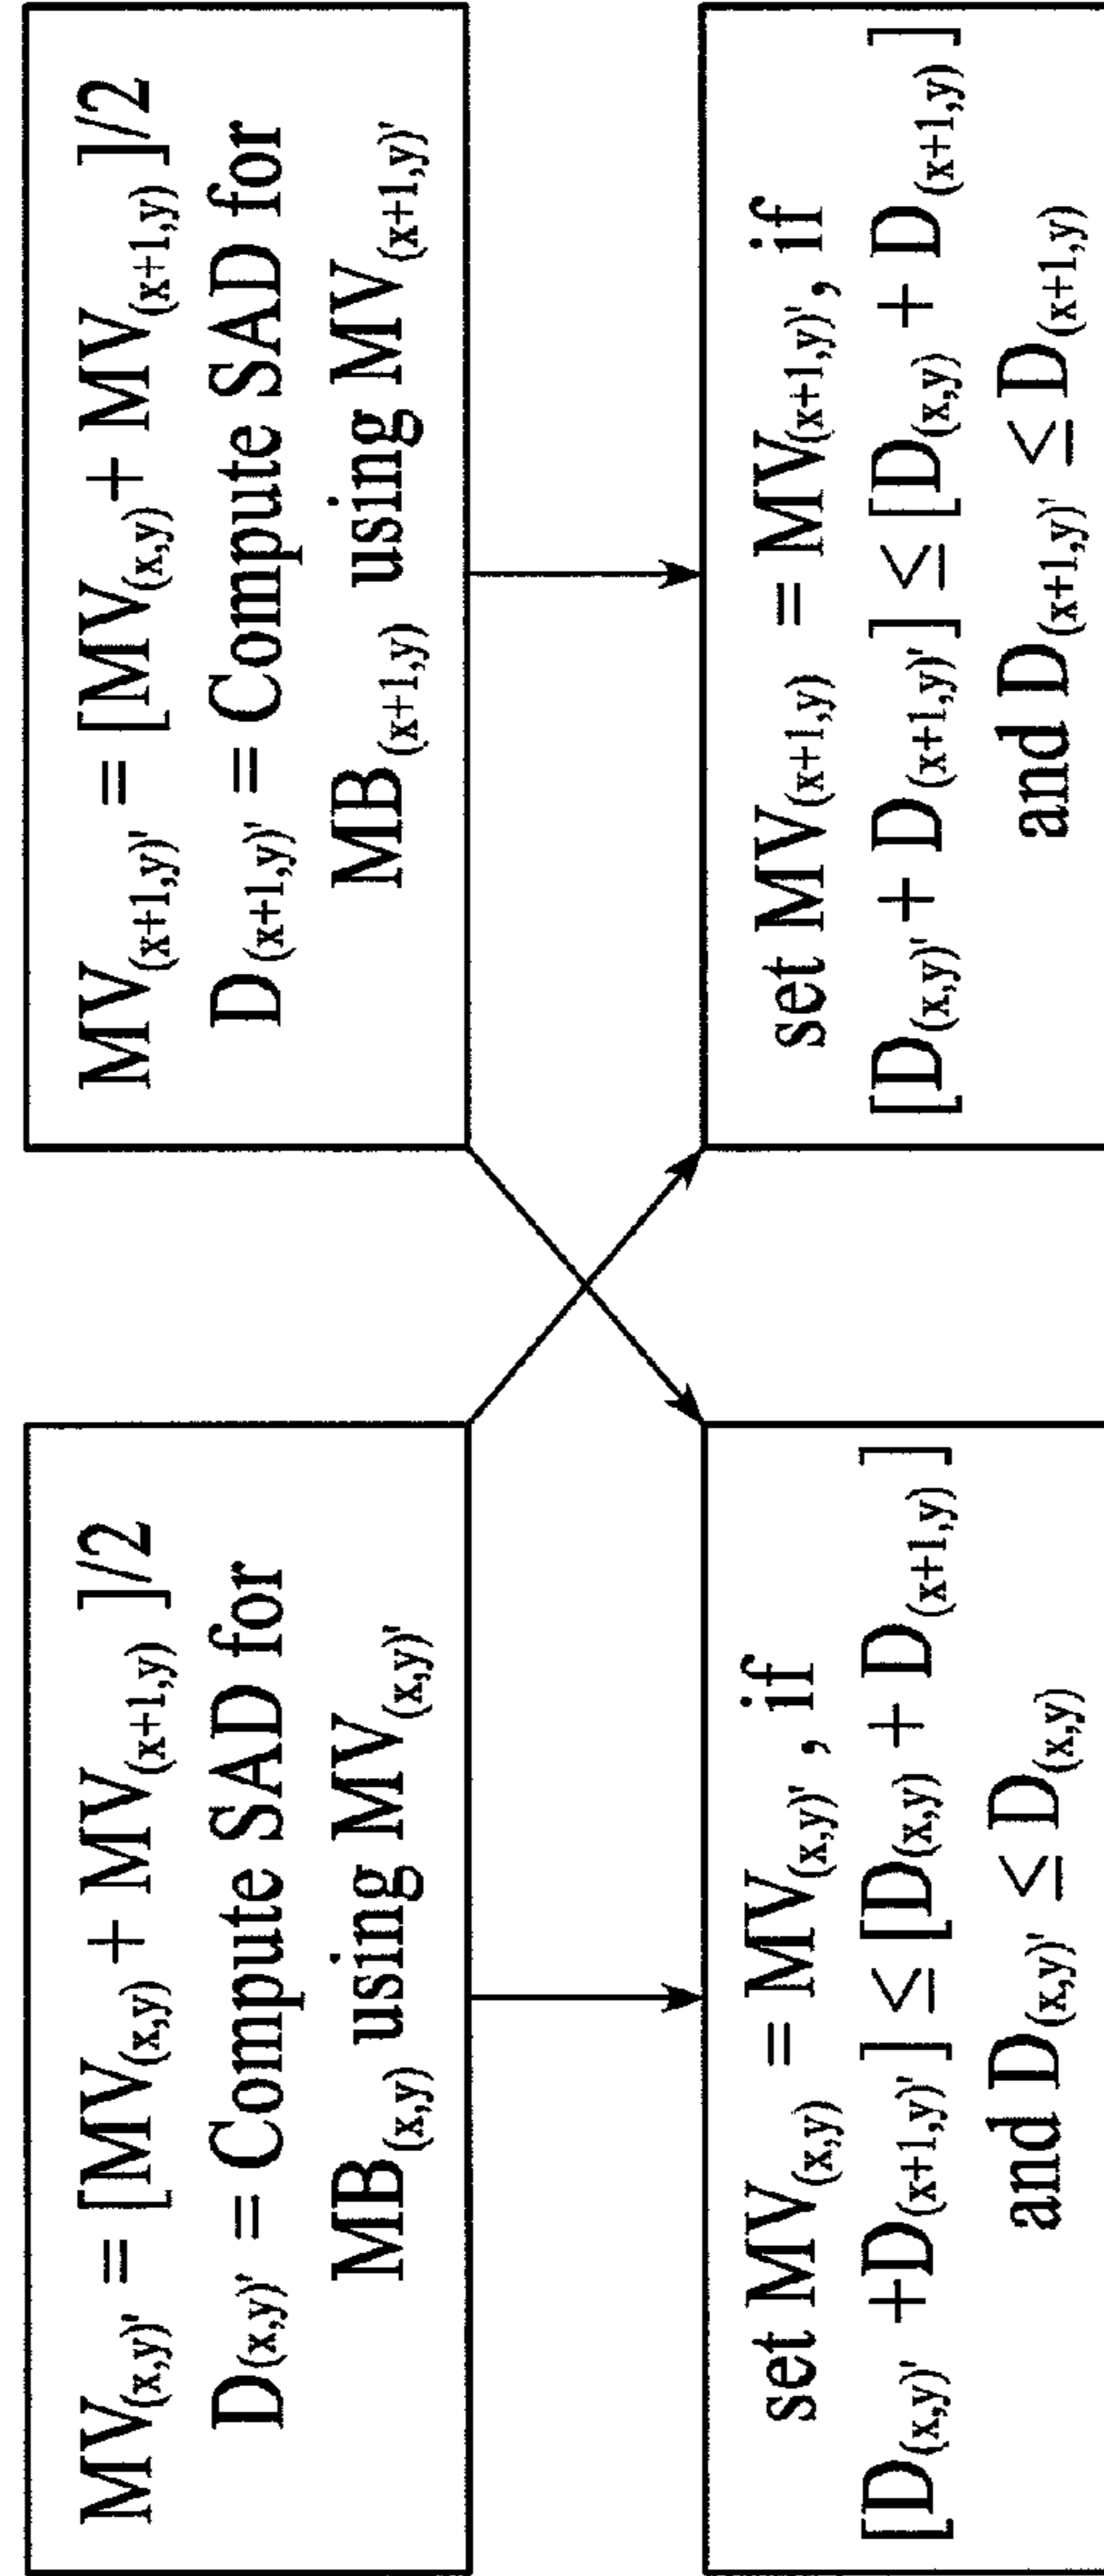 MV(x,y)' = [MV(x,y) + MV(x+1,y) ]/2
D(x,y)' = Compute SAD for
MB(x,y) using MV(x,y)'
MV(x+1,y)' = [MV(x,y) + MV(x+1,y) ]/2
D(x+1,y)' = Compute SAD for
MB(x+1,y) using MV(x+1,y)'
set MV(x,y) = MV(x,y)' , if
[D(x,y)' +D(x+1,y)' ] ≤ [D(x,y) + D(x+1,y) ]
and D(x,y)' ≤ D(x,y)
set MV(x+1,y) = MV(x+1,y)', if
[D(x,y)' + D(x+1,y)' ] ≤ [D(x,y) + D(x+1,y) ]
and D(x+1,y)' ≤ D(x+1,y)